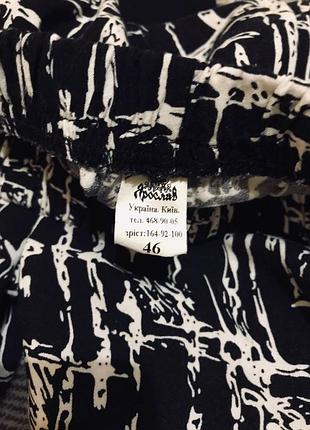 Ярослав
Україна. Київ.
тел. 468-90-05
зріст:164-92-100
46